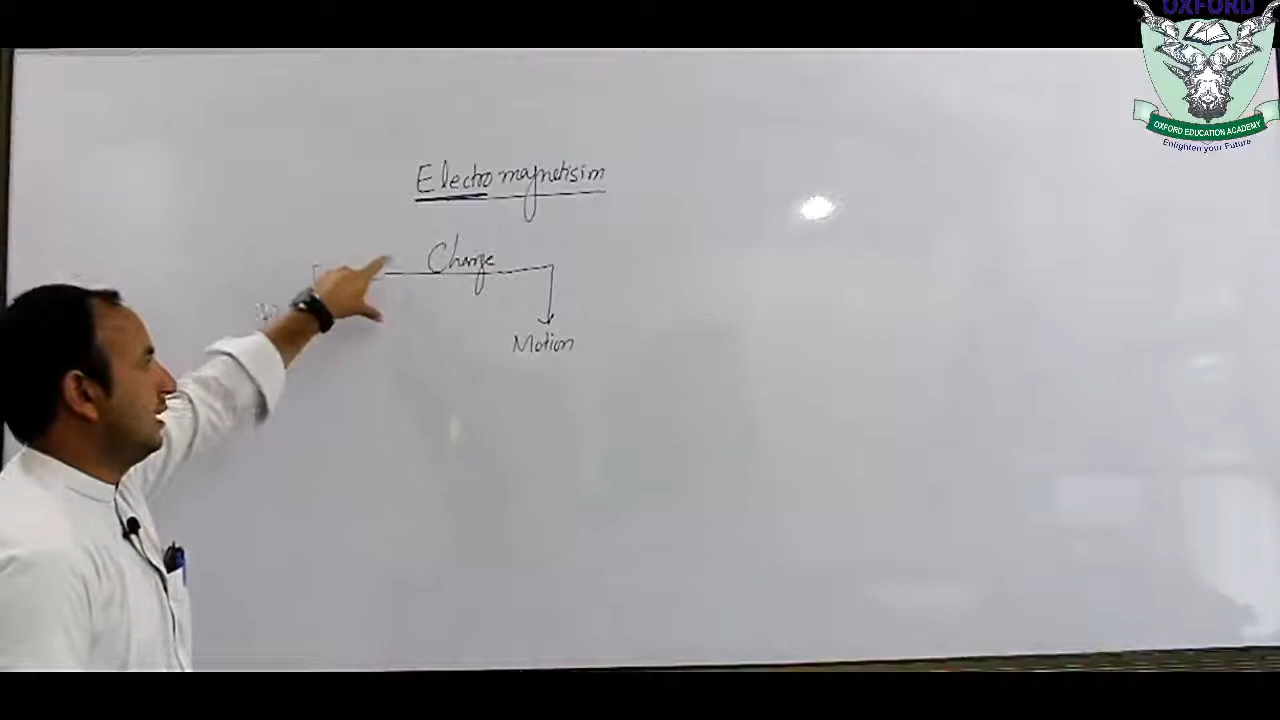 OXFORD
OXFORD EDUCATION ACADEMY
Enlighten your Future
Electromagnetisim
Charge
Motion